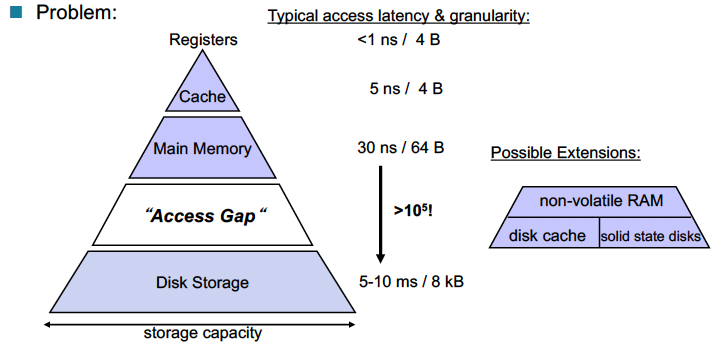 Problem:
Typical access latency & granularity:
Registers
<1 ns / 4 B
Cache
5 ns / 4 B
Main Memory
30 ns / 64 B
Possible Extensions:
"Access Gap"
>10⁵!
non-volatile RAM
disk cache
solid state disks
Disk Storage
5-10 ms / 8 kB
storage capacity